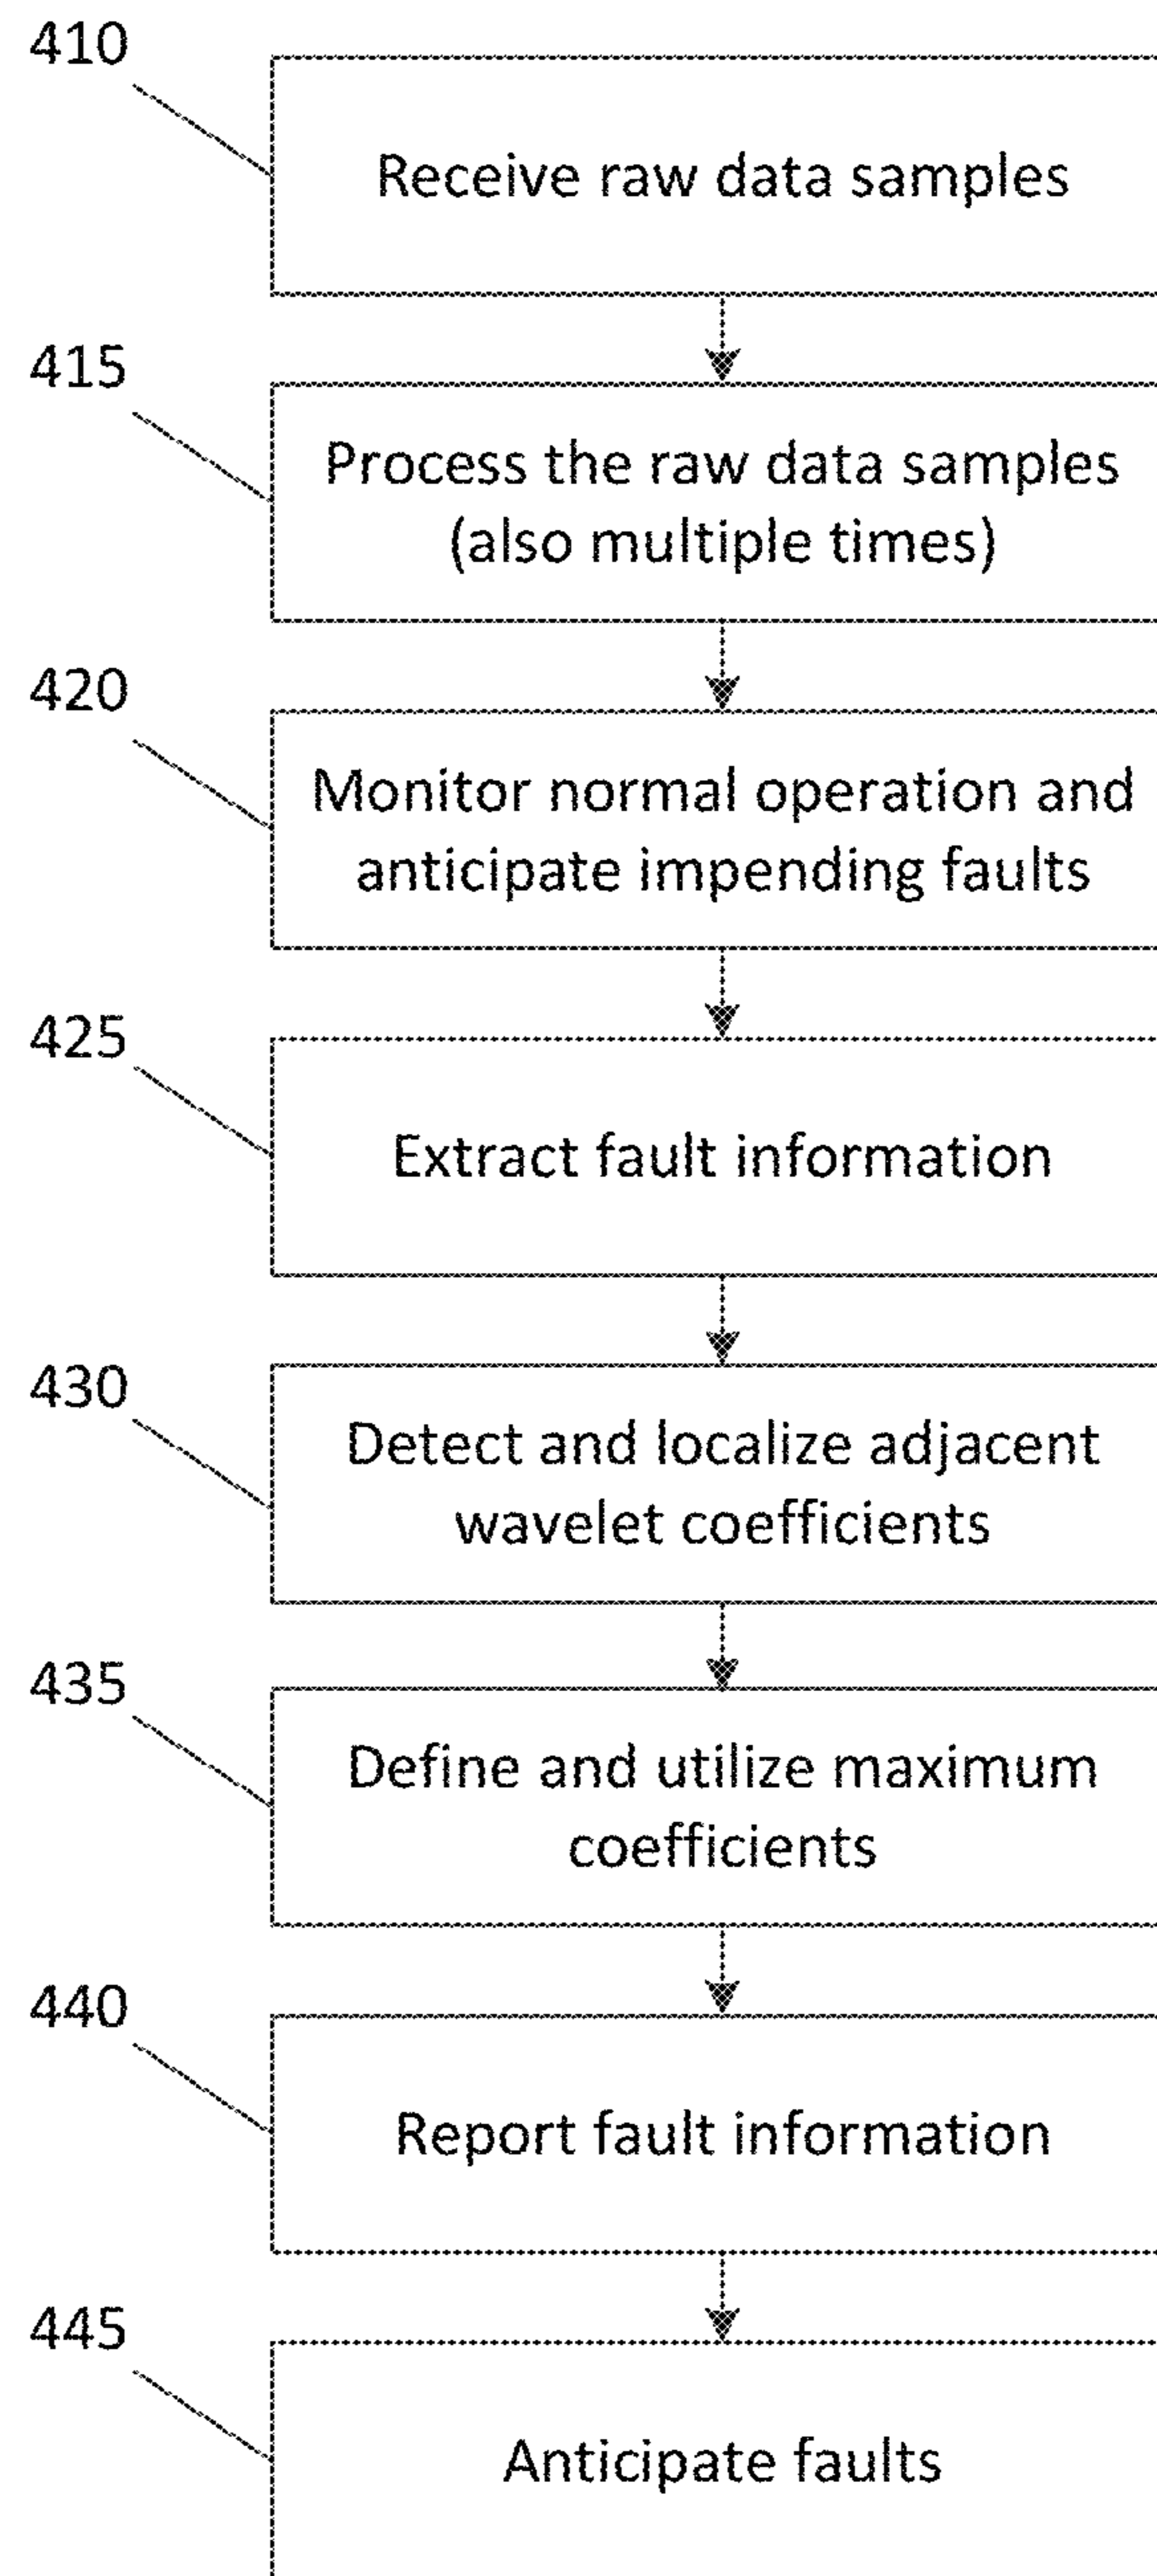 410
Receive raw data samples
415
Process the raw data samples
(also multiple times)
420
Monitor normal operation and
anticipate impending faults
425
Extract fault information
430
Detect and localize adjacent
wavelet coefficients
435
Define and utilize maximum
coefficients
440
Report fault information
445
Anticipate faults